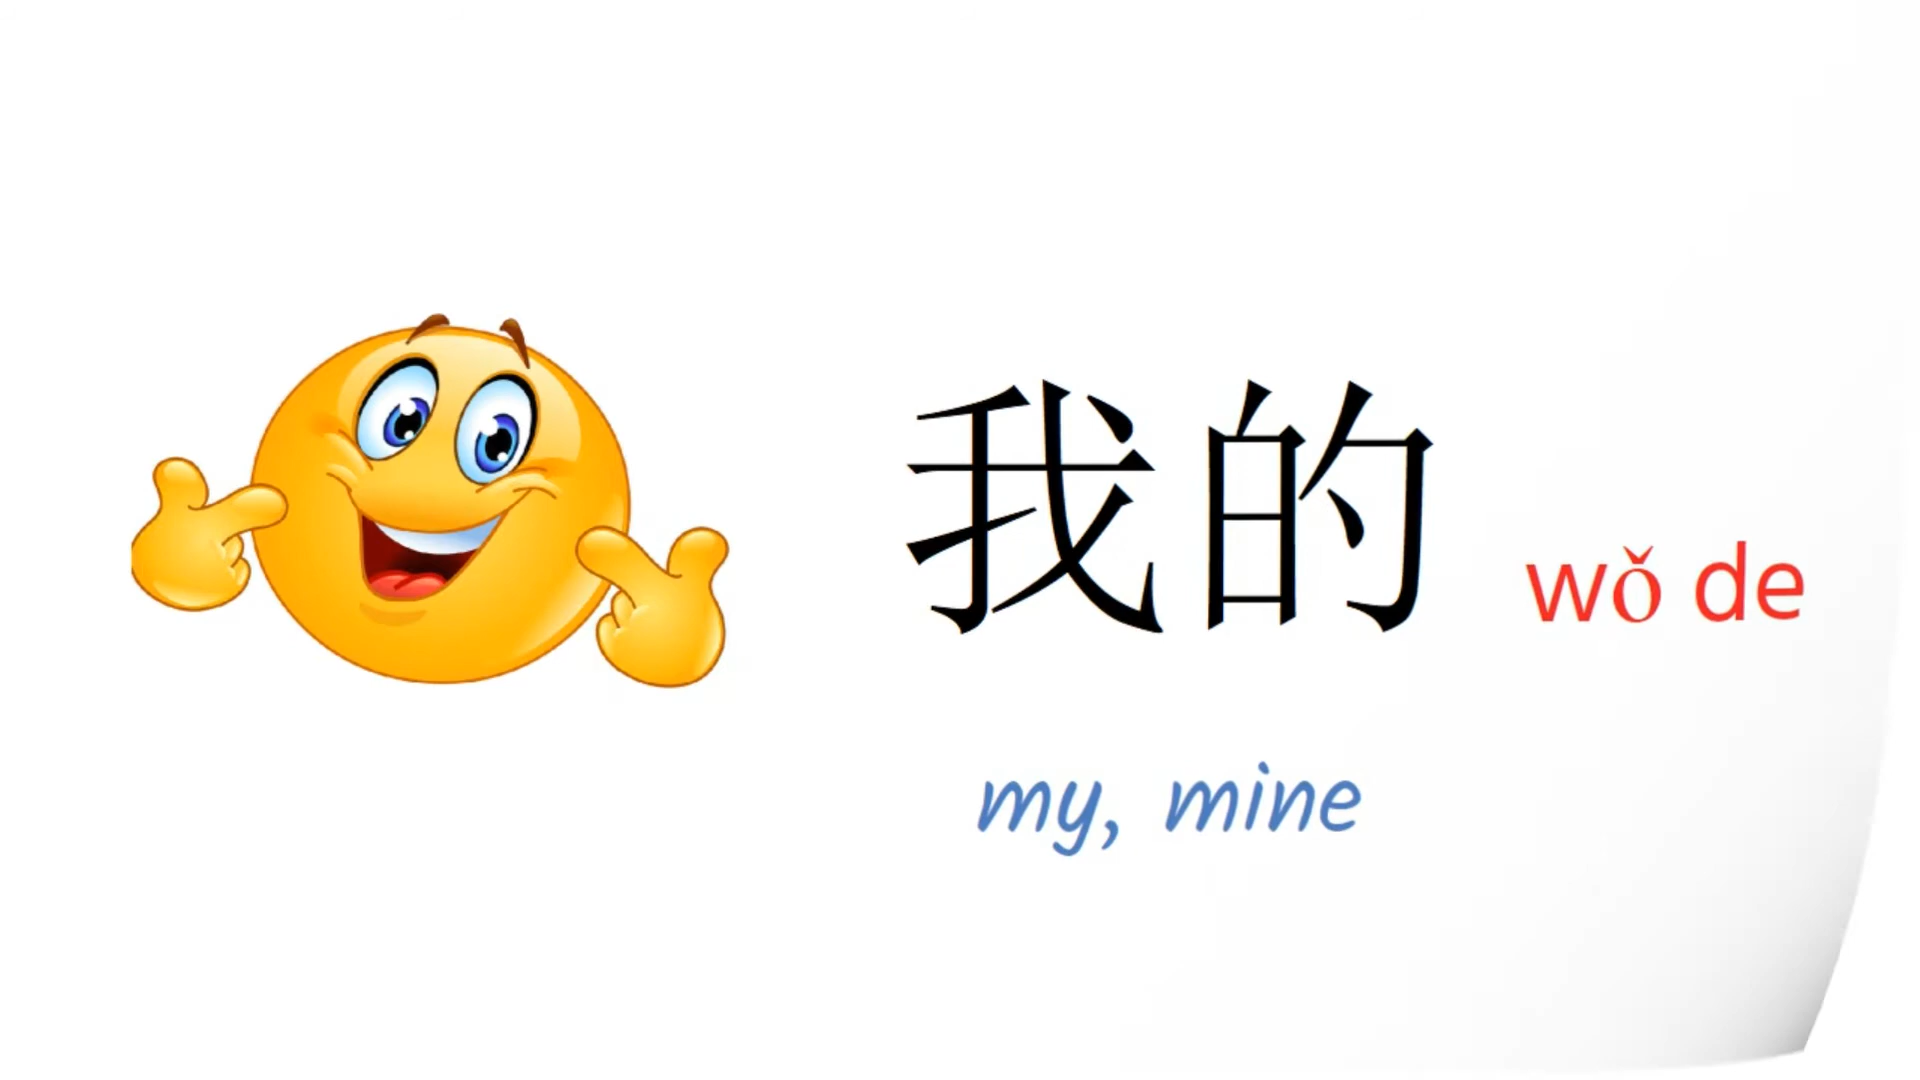 我的 wǒ de
my, mine